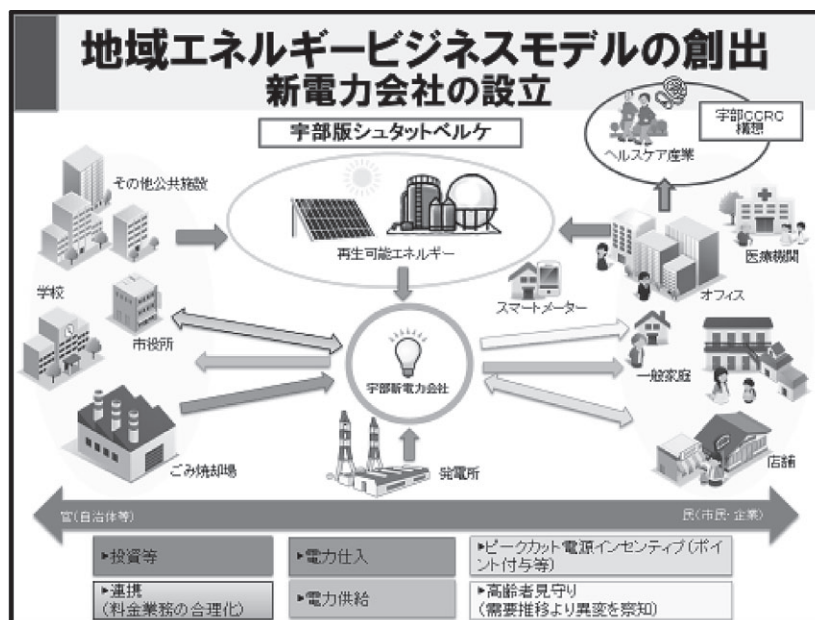 地域エネルギービジネスモデルの創出
新電力会社の設立
宇部版シュタットベルケ
宇部CCRC
構想
ヘルスケア産業
その他公共施設
再生可能エネルギー
医療機関
オフィス
スマートメーター
学校
市役所
宇部新電力会社
一般家庭
ごみ焼却場
発電所
店舗
官(自治体等)
民(市民・企業)
▶投資等
▶電力仕入
▶ピークカット電源インセンティブ(ポイ
ント付与等)
▶連携
(料金業務の合理化)
▶電力供給
▶高齢者見守り
(需要推移より異変を察知)